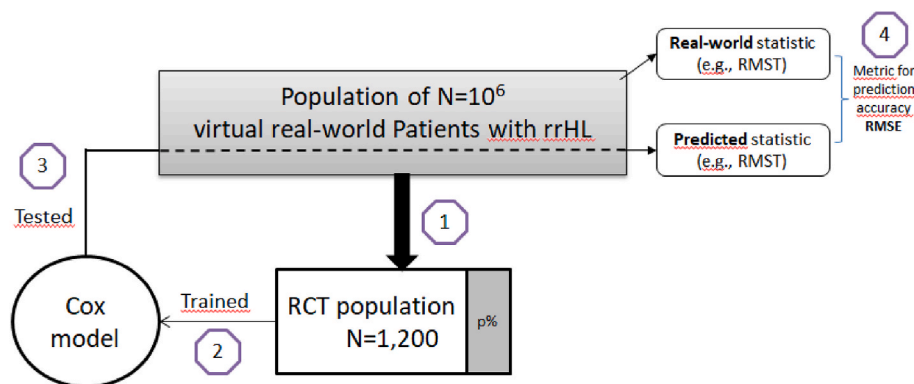 Population of N=10⁶
virtual real-world Patients with rrHL
Real-world statistic
(e.g., RMST)
Predicted statistic
(e.g., RMST)
4
Metric for
prediction
accuracy
RMSE
3
Tested
1
Cox
model
Trained
2
RCT population
N=1,200
p%